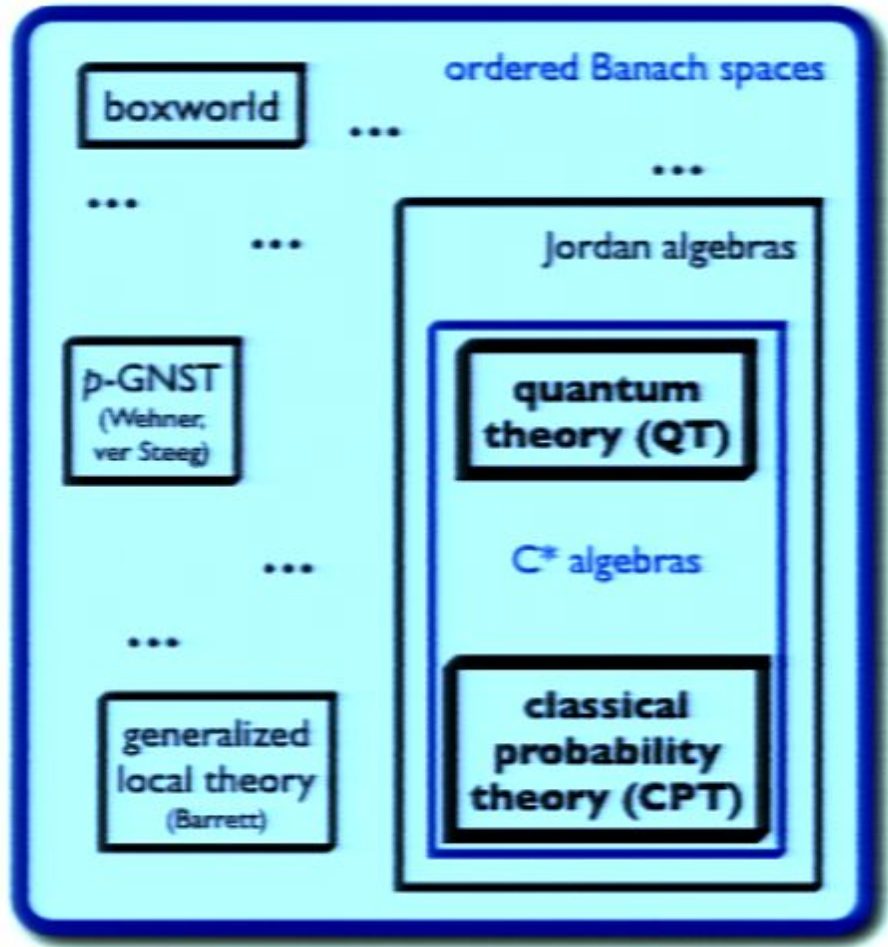 boxworld
ordered Banach spaces
...
...
...
...
Jordan algebras
p-GNST
(Wehner,
ver Steeg)
quantum
theory (QT)
C* algebras
...
...
generalized
local theory
(Barrett)
classical
probability
theory (CPT)